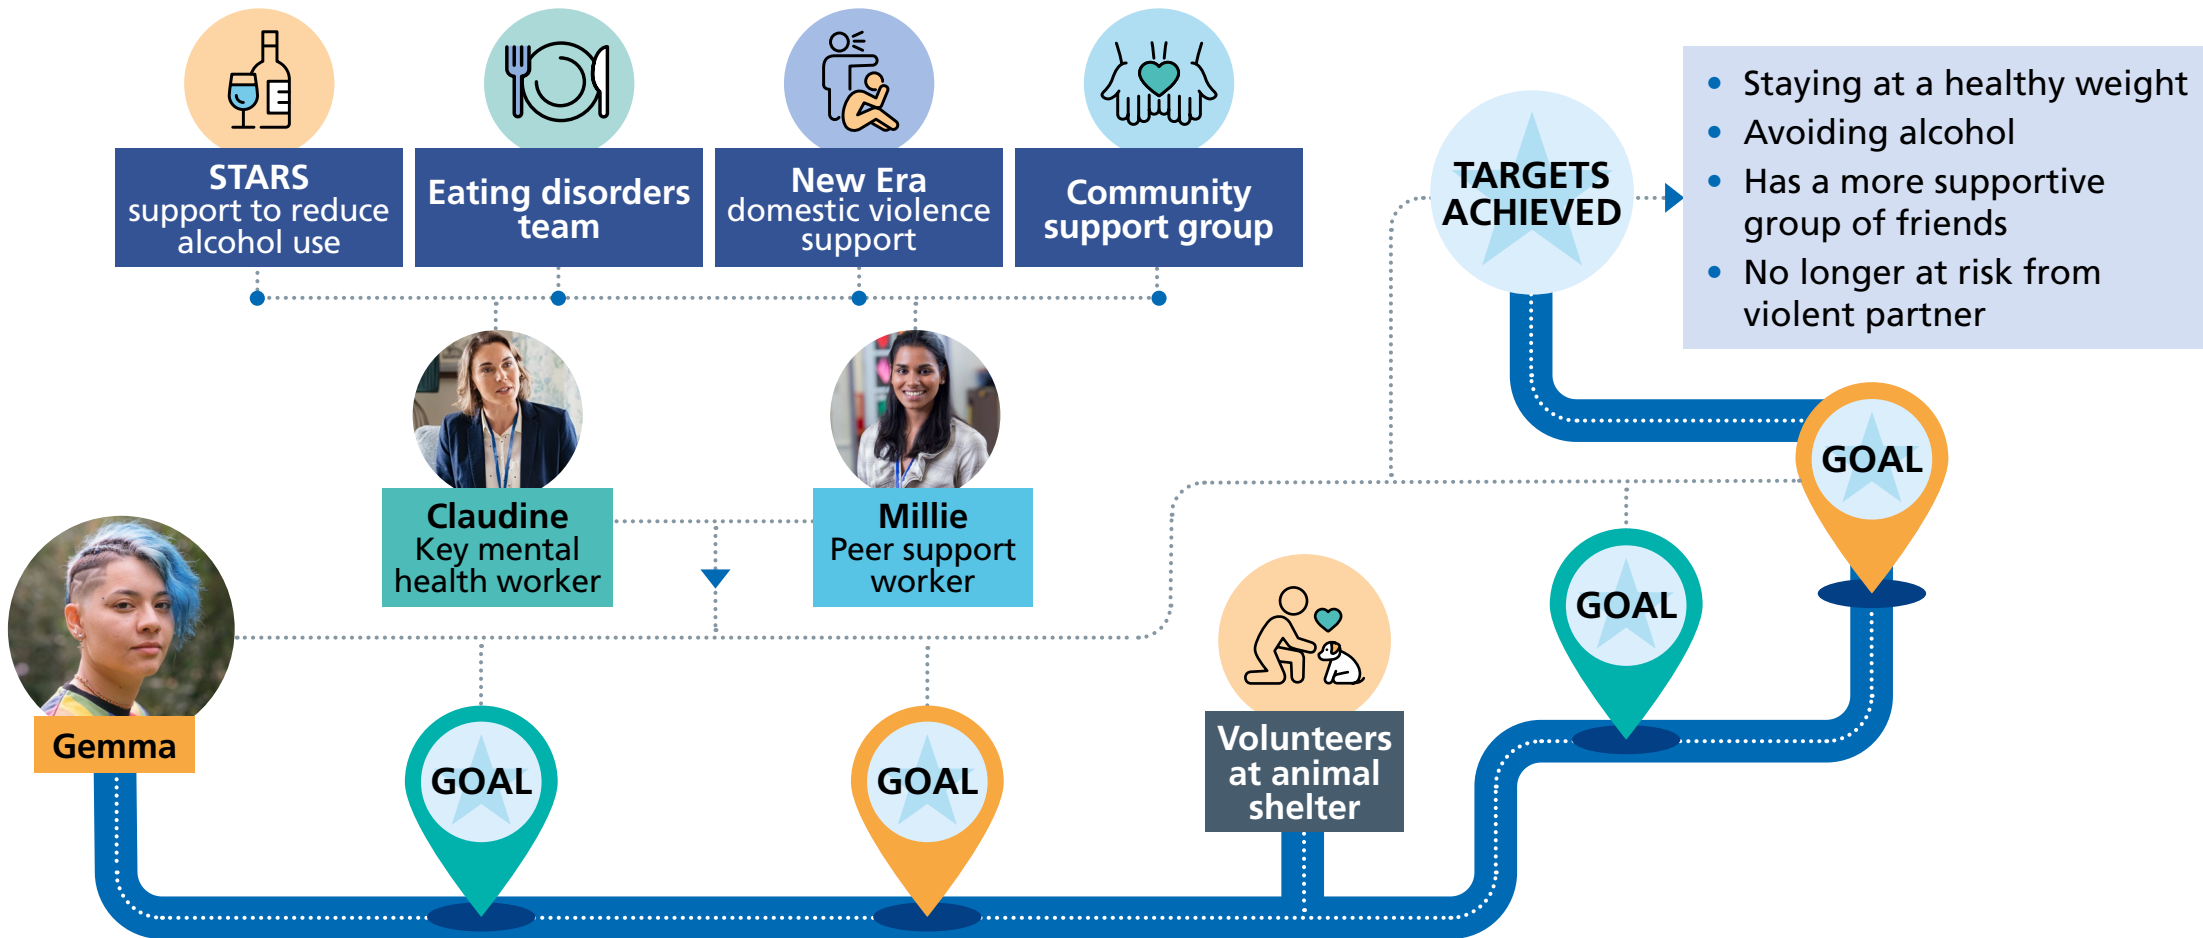 STARS
support to reduce
alcohol use
Eating disorders
team
New Era
domestic violence
support
Community
support group
TARGETS
ACHIEVED
• Staying at a healthy weight
• Avoiding alcohol
• Has a more supportive
group of friends
• No longer at risk from
violent partner
Claudine
Key mental
health worker
Millie
Peer support
worker
GOAL
GOAL
Gemma
GOAL
GOAL
Volunteers
at animal
shelter